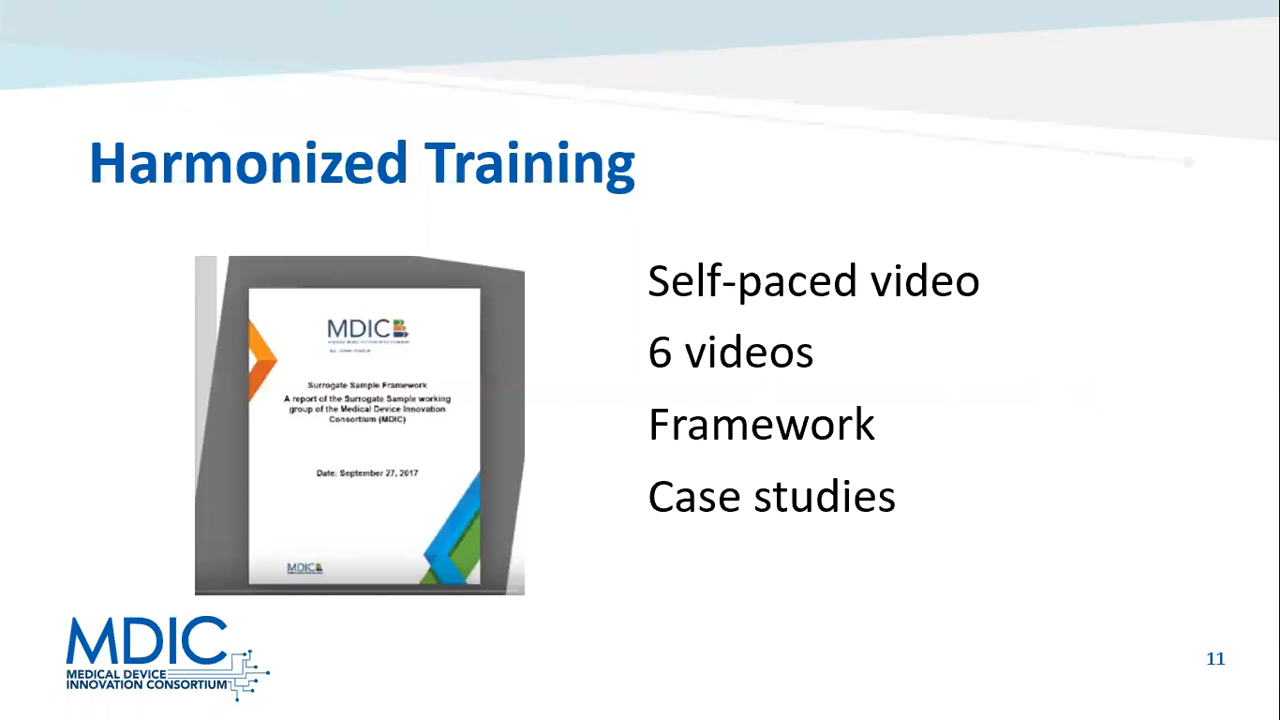 Harmonized Training
MDIC
Surrogate Sample Framework
A report of the Surrogate Sample working
group of the Medical Device Innovation
Consortium (MDIC)
Date: September 27, 2017
MDIC
Self-paced video
6 videos
Framework
Case studies
MDIC
MEDICAL DEVICE
INNOVATION CONSORTIUM
11